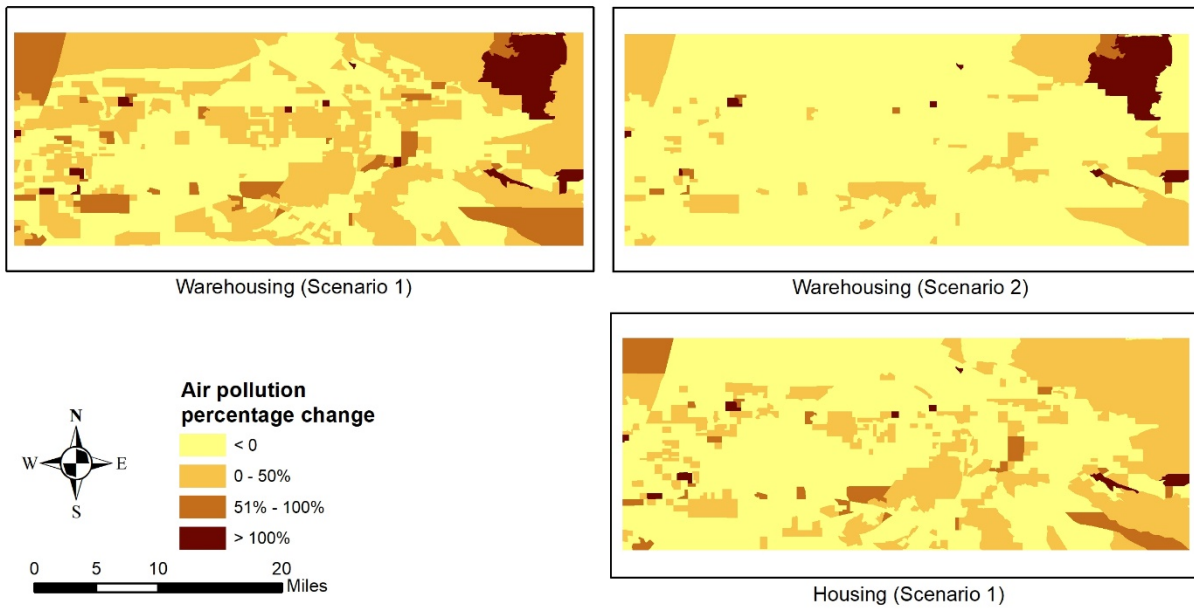 Warehousing (Scenario 1)
Warehousing (Scenario 2)
Air pollution
percentage change
< 0
0 - 50%
51% - 100%
> 100%
N
W
E
S
0
5
10
20
Miles
Housing (Scenario 1)